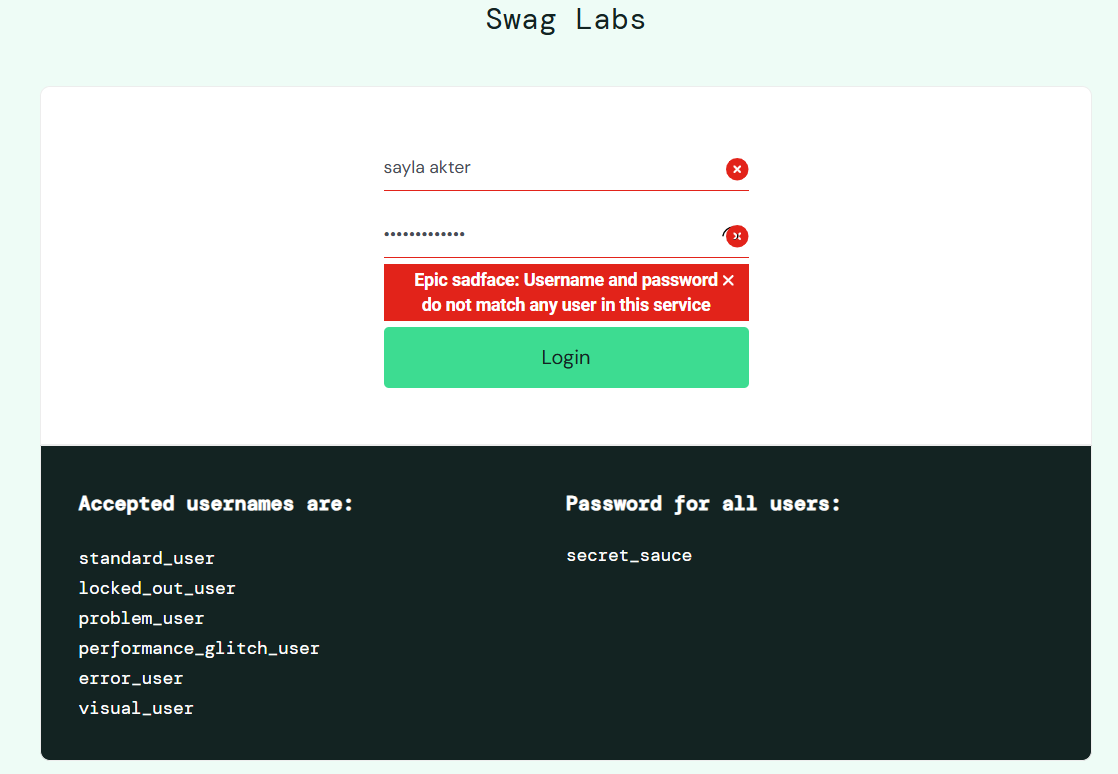 Swag Labs
sayla akter
•••••••••••••
Epic sadface: Username and password
do not match any user in this service
Login
Accepted usernames are:
standard_user
locked_out_user
problem_user
performance_glitch_user
error_user
visual_user
Password for all users:
secret_sauce